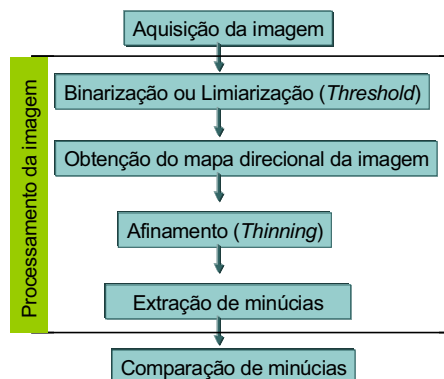 Aquisição da imagem
Processamento da imagem
Binarização ou Limiarização (Threshold)
Obtenção do mapa direcional da imagem
Afinamento (Thinning)
Extração de minúcias
Comparação de minúcias